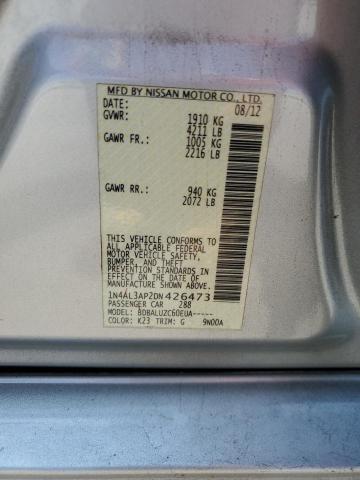 MFD BY NISSAN MOTOR CO., LTD.
DATE: 08/12
GVWR: 1910 KG
4211 LB
GAWR FR.: 1005 KG
2216 LB
GAWR RR.: 940 KG
2072 LB
THIS VEHICLE CONFORMS TO
ALL APPLICABLE FEDERAL
MOTOR VEHICLE SAFETY,
BUMPER, AND THEFT
PREVENTION STANDARDS IN
EFFECT ON THE DATE OF
MANUFACTURE SHOWN ABOVE.
1N4AL3AP2DN426473
PASSENGER CAR 288
MODEL: BDBALUZC60EUA-----
COLOR: K23 TRIM: G 9N00A